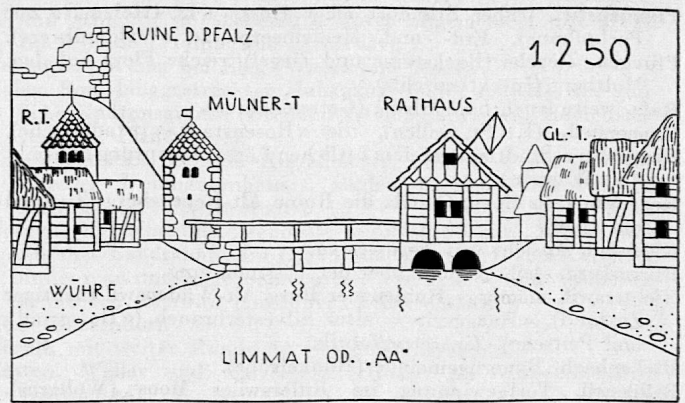 RUINE D. PFALZ
1250
MÜLNER-T
RATHAUS
R.T.
GL.-T.
WÜHRE
LIMMAT OD. „AA"